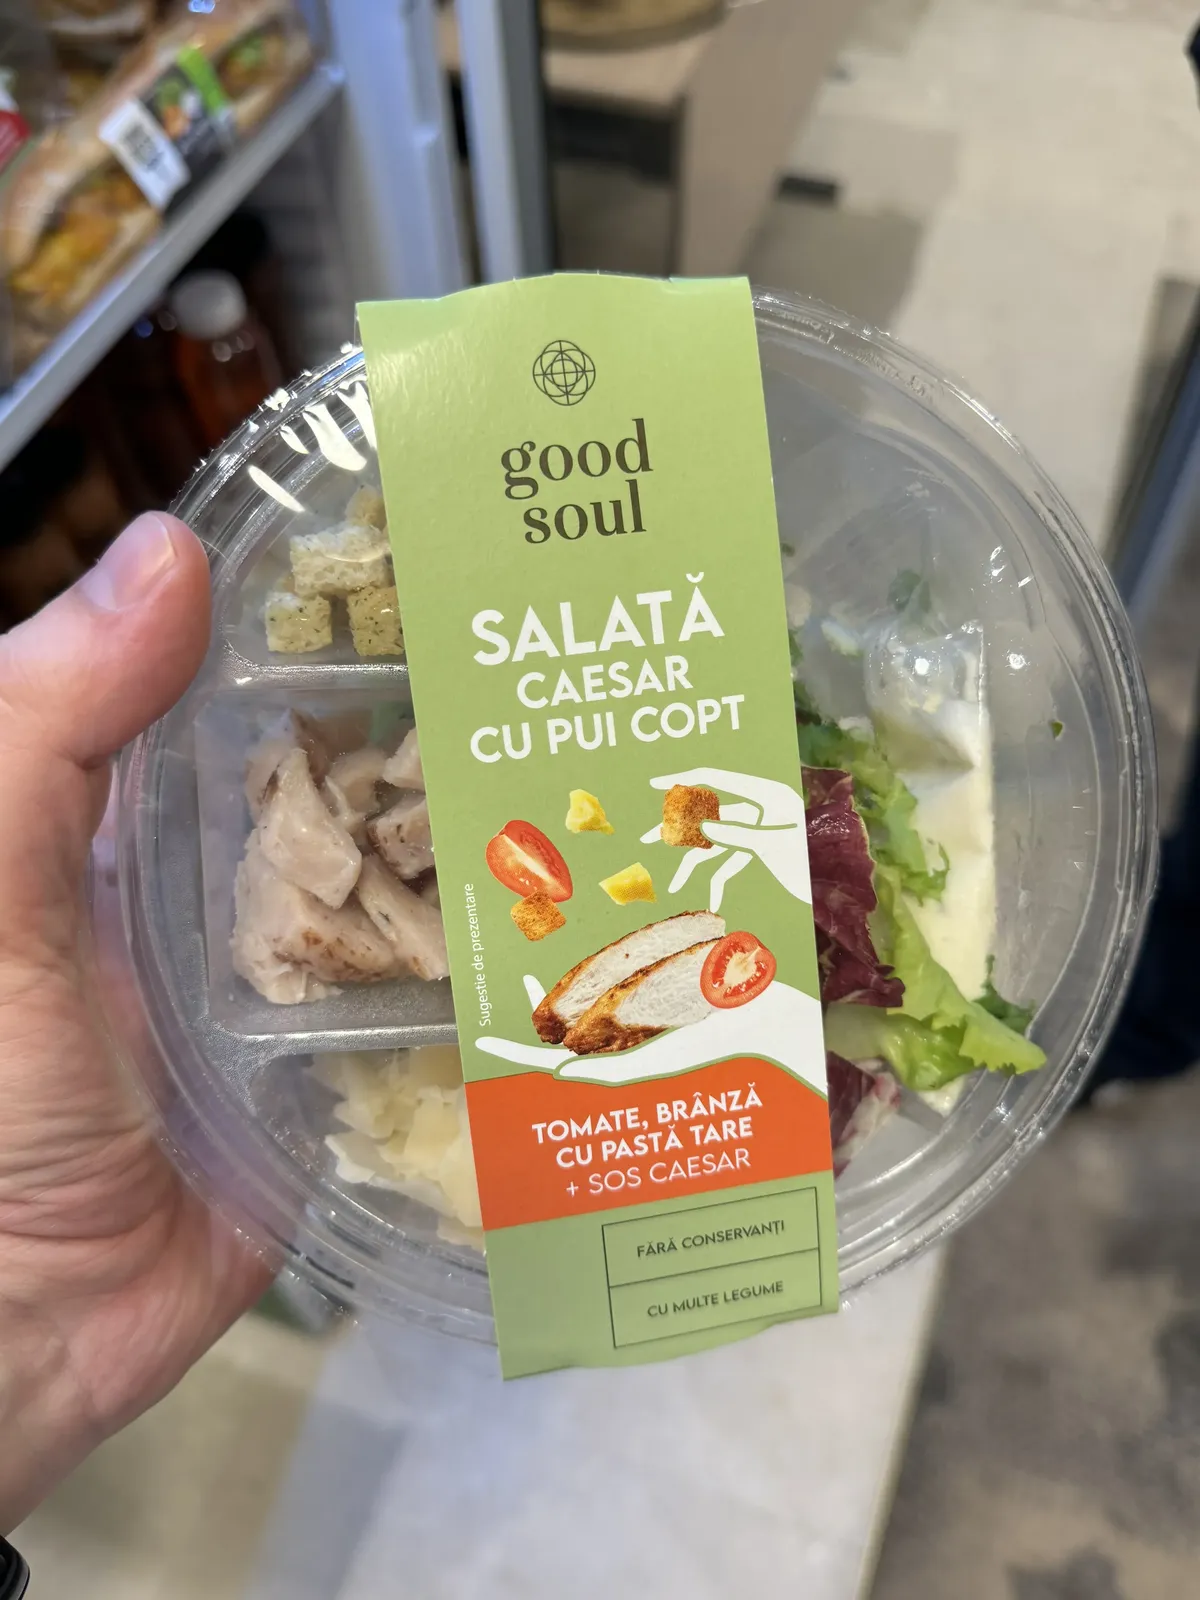 good
soul
SALATĂ
CAESAR
CU PUI COPT
Sugestie de prezentare
TOMATE, BRÂNZĂ
CU PASTĂ TARE
+ SOS CAESAR
FĂRĂ CONSERVANȚI
CU MULTE LEGUME